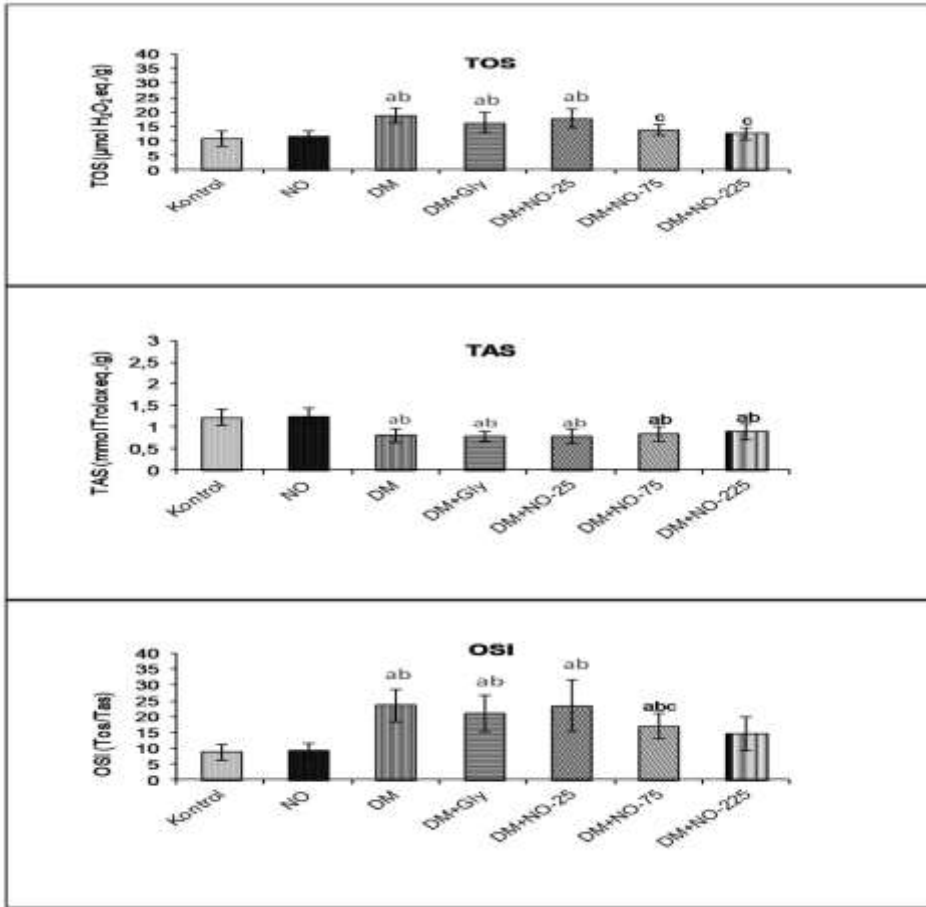 TOS
TOS (µmol H₂O₂ eq./g)
40
35
30
25
20
15
10
5
0
ab
ab
ab
c
c
Kontrol
NO
DM
DM+Gly
DM+NO-25
DM+NO-75
DM+NO-225
TAS
TAS (mmolTroloxeq./g)
3
2,5
2
1,5
1
0,5
0
ab
ab
ab
ab
ab
Kontrol
NO
DM
DM+Gly
DM+NO-25
DM+NO-75
DM+NO-225
OSI
OSI (Tos/Tas)
40
35
30
25
20
15
10
5
0
ab
ab
ab
abc
Kontrol
NO
DM
DM+Gly
DM+NO-25
DM+NO-75
DM+NO-225